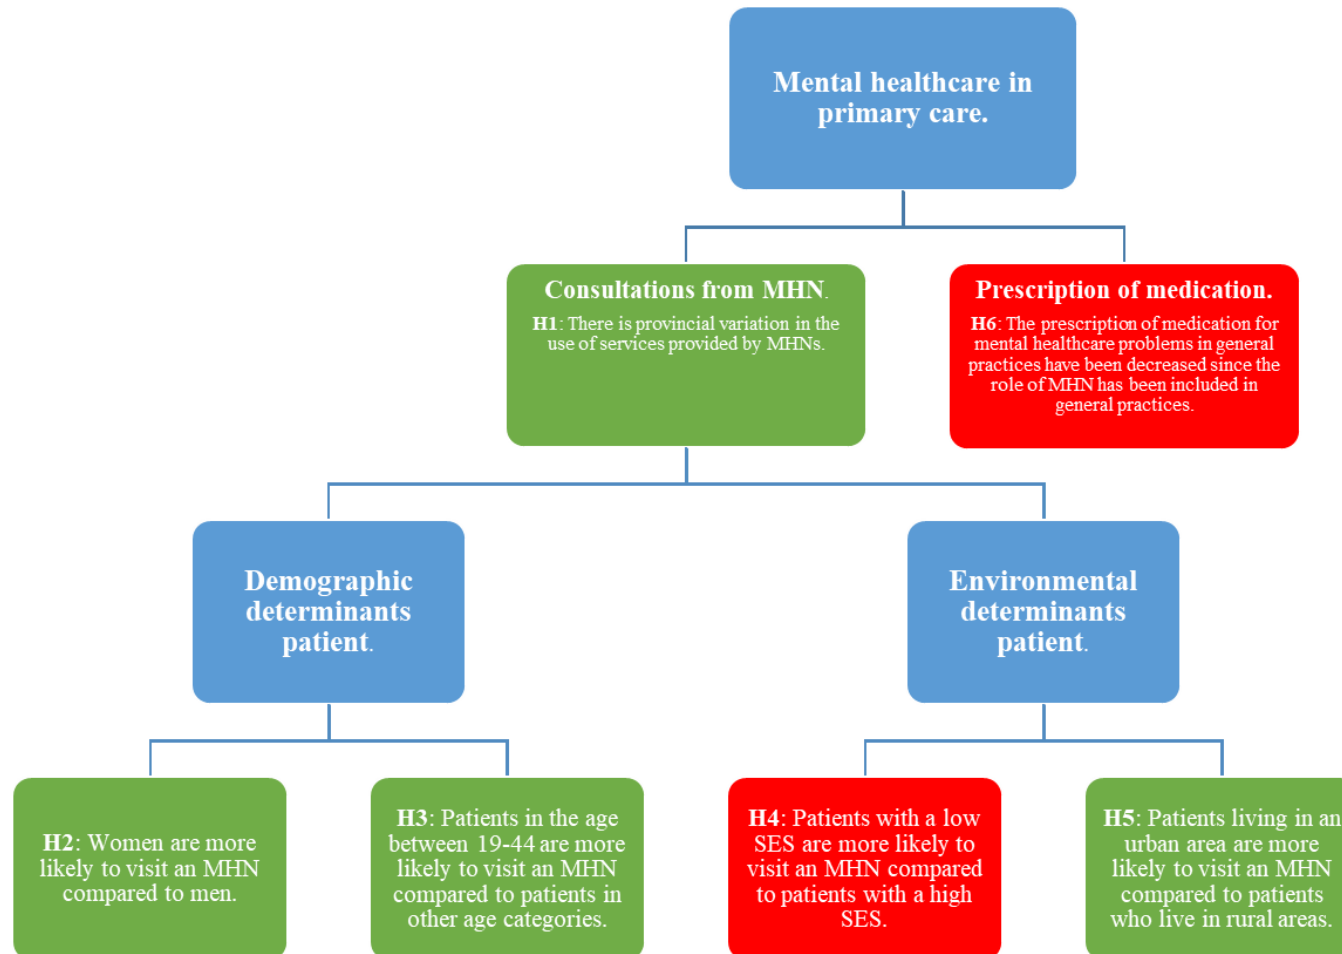 Mental healthcare in
primary care.
Consultations from MHN.
H1: There is provincial variation in the
use of services provided by MHNs.
Prescription of medication.
H6: The prescription of medication for
mental healthcare problems in general
practices have been decreased since the
role of MHN has been included in
general practices.
Demographic
determinants
patient.
Environmental
determinants
patient.
H2: Women are more
likely to visit an MHN
compared to men.
H3: Patients in the age
between 19-44 are more
likely to visit an MHN
compared to patients in
other age categories.
H4: Patients with a low
SES are more likely to
visit an MHN compared
to patients with a high
SES.
H5: Patients living in an
urban area are more
likely to visit an MHN
compared to patients
who live in rural areas.